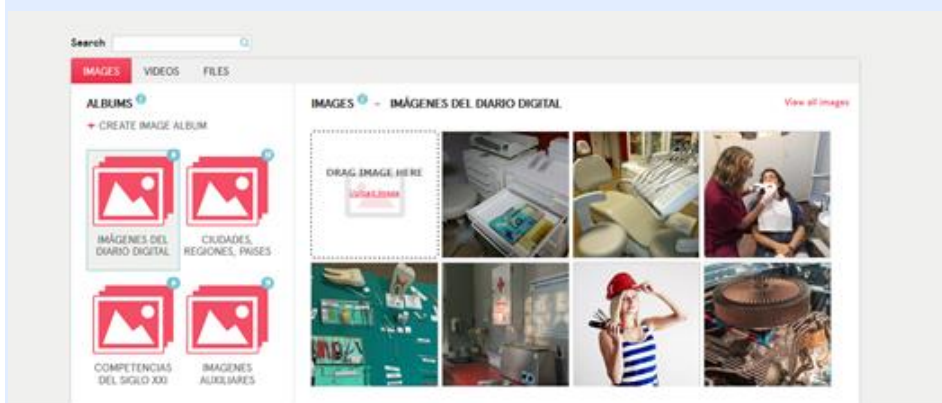 Search
IMAGES VIDEOS FILES
ALBUMS
+ CREATE IMAGE ALBUM
IMÁGENES DEL
DIARIO DIGITAL
CIUDADES,
REGIONES, PAISES
COMPETENCIAS
DEL SIGLO XXI
IMAGENES
AUXILIARES
IMAGES - IMÁGENES DEL DIARIO DIGITAL
View all images
DRAG IMAGE HERE